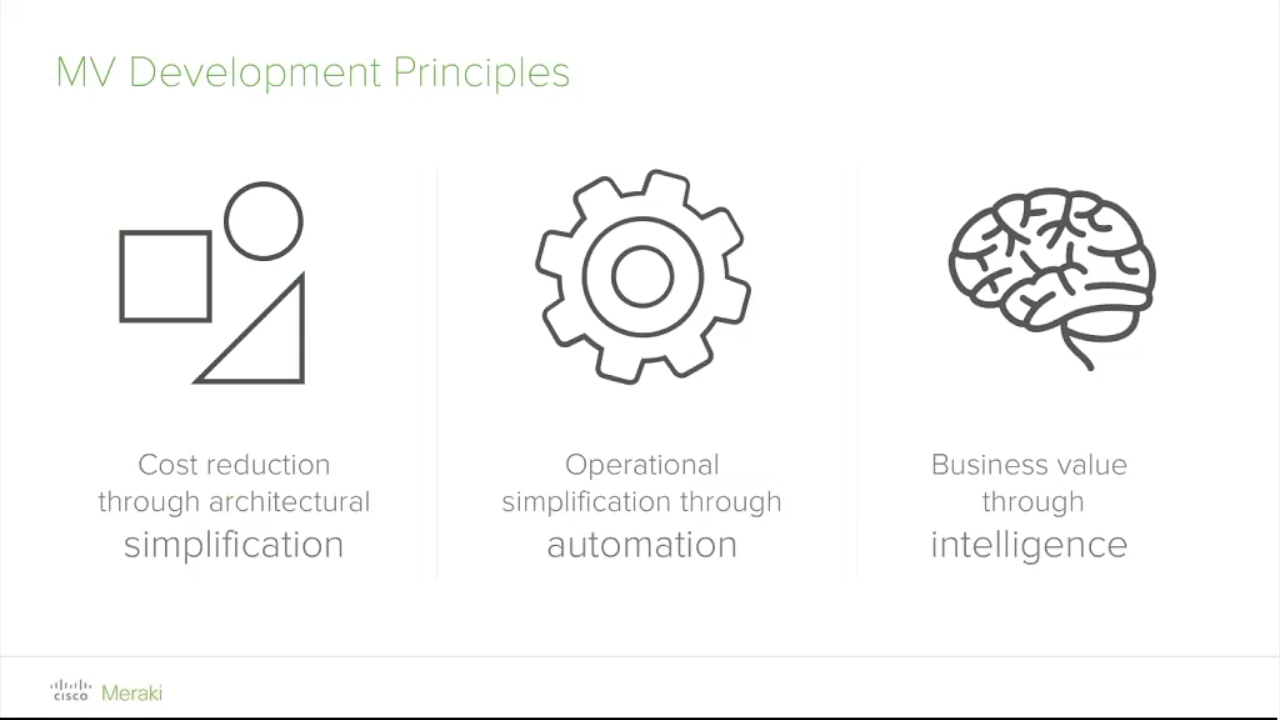 MV Development Principles
Cost reduction
through architectural
simplification
Operational
simplification through
automation
Business value
through
intelligence
cisco Meraki